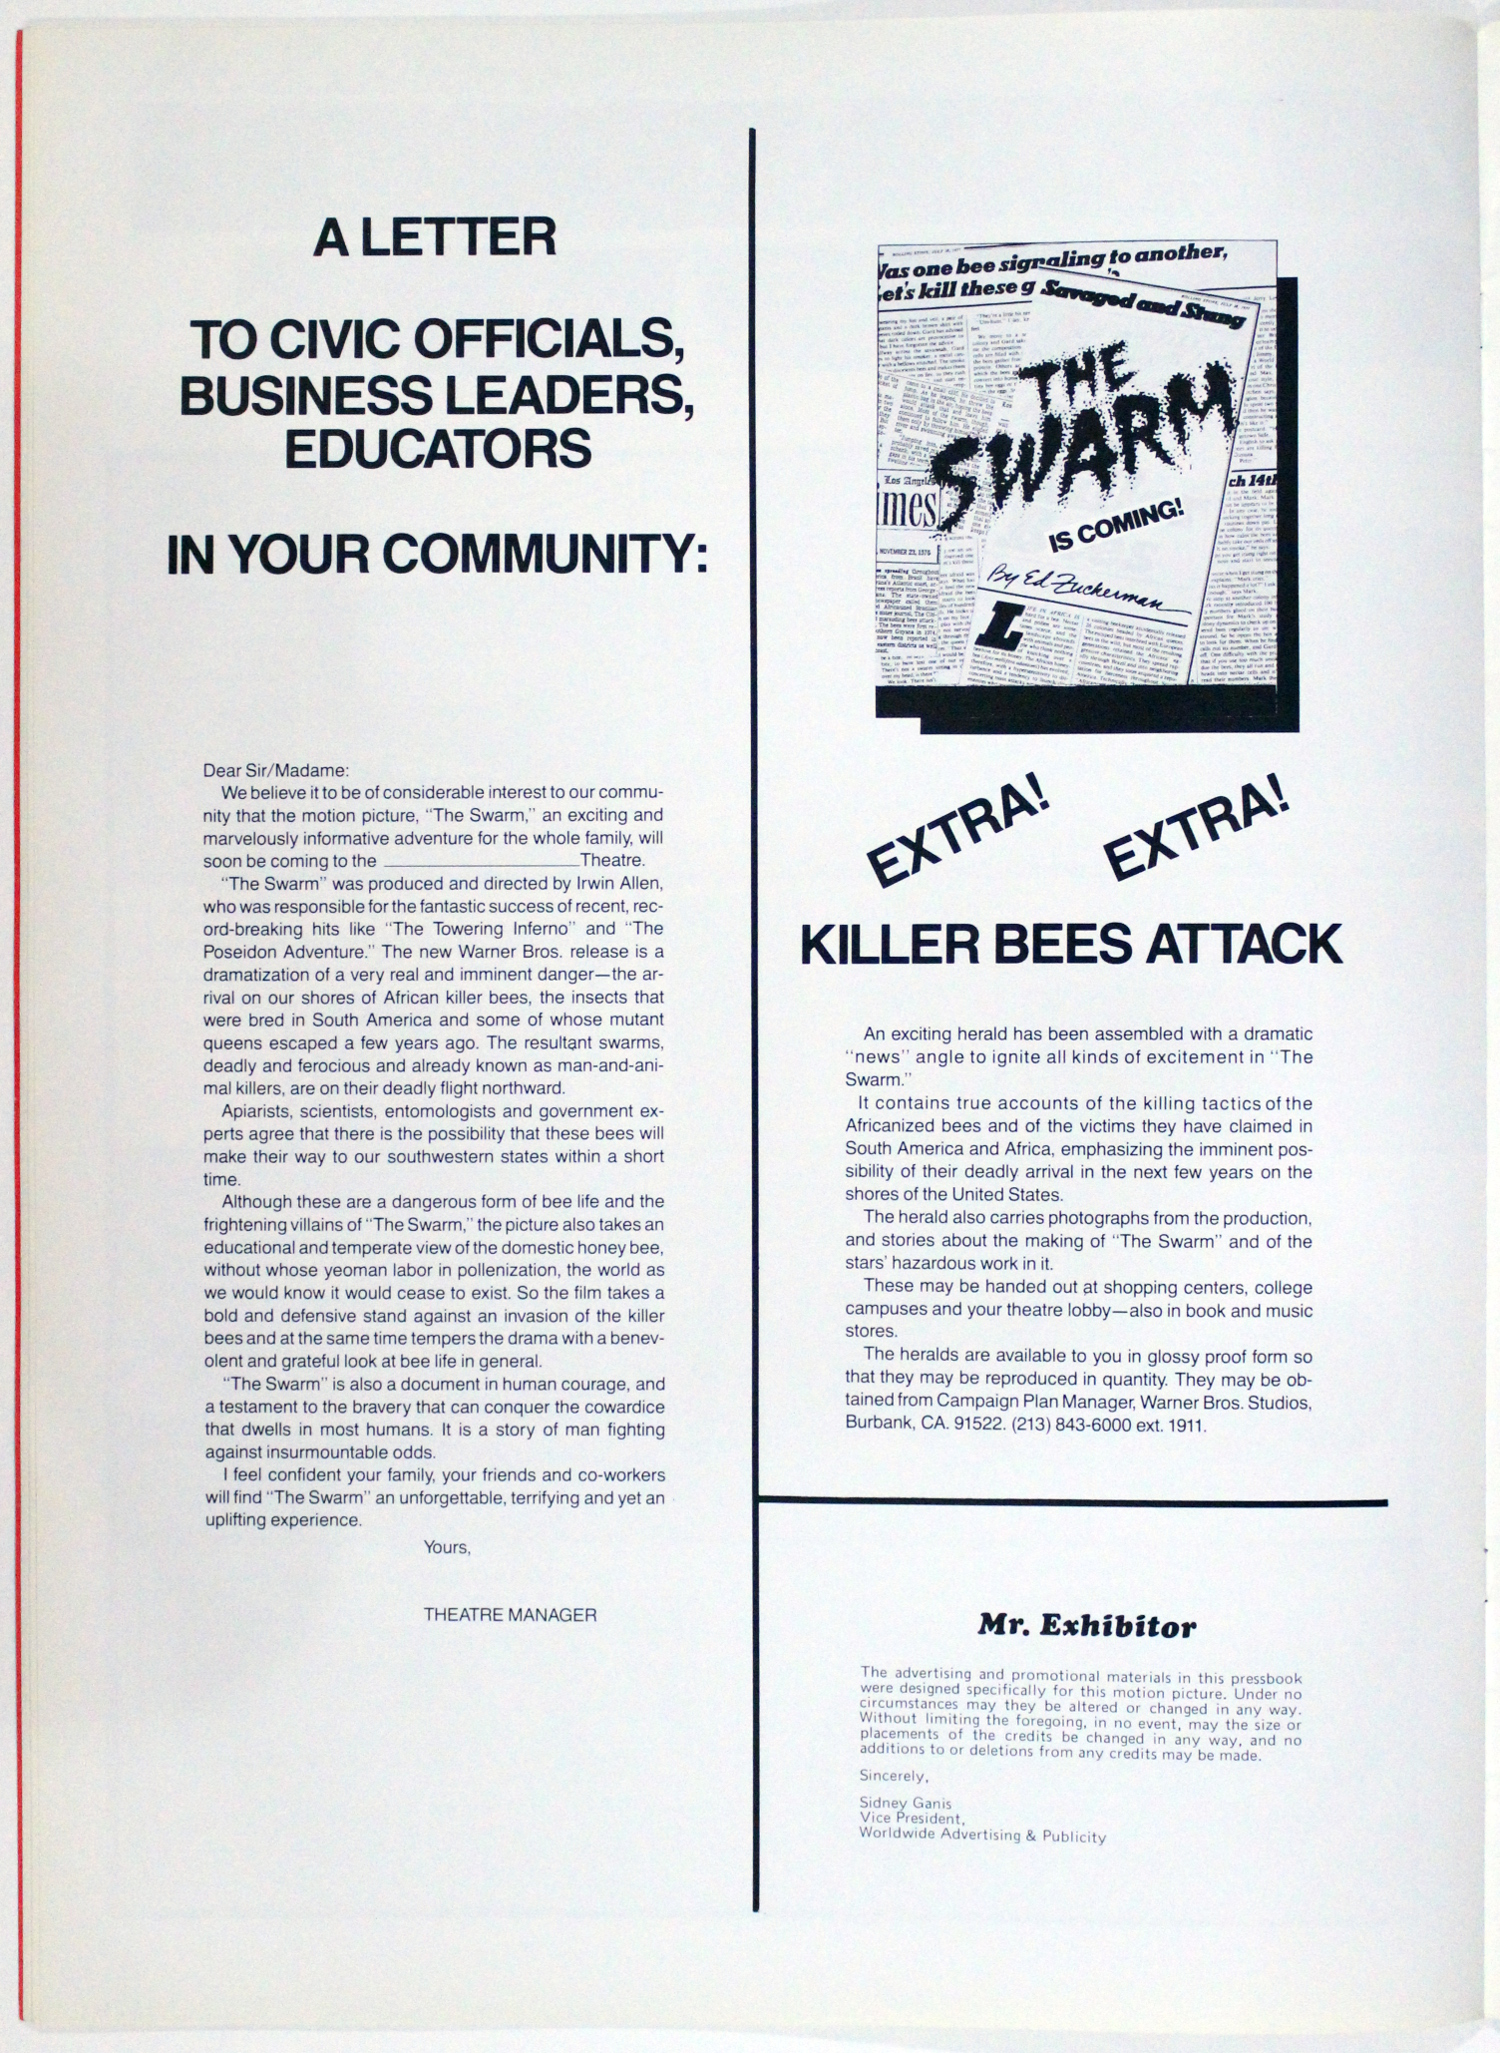 A LETTER
TO CIVIC OFFICIALS,
BUSINESS LEADERS,
EDUCATORS
IN YOUR COMMUNITY:
Dear Sir/Madame:
We believe it to be of considerable interest to our commu-
nity that the motion picture, “The Swarm,” an exciting and
marvelously informative adventure for the whole family, will
soon be coming to the ____________________Theatre.
“The Swarm” was produced and directed by Irwin Allen,
who was responsible for the fantastic success of recent, rec-
ord-breaking hits like “The Towering Inferno” and “The
Poseidon Adventure.” The new Warner Bros. release is a
dramatization of a very real and imminent danger—the ar-
rival on our shores of African killer bees, the insects that
were bred in South America and some of whose mutant
queens escaped a few years ago. The resultant swarms,
deadly and ferocious and already known as man-and-ani-
mal killers, are on their deadly flight northward.
Apiarists, scientists, entomologists and government ex-
perts agree that there is the possibility that these bees will
make their way to our southwestern states within a short
time.
Although these are a dangerous form of bee life and the
frightening villains of “The Swarm,” the picture also takes an
educational and temperate view of the domestic honey bee,
without whose yeoman labor in pollenization, the world as
we would know it would cease to exist. So the film takes a
bold and defensive stand against an invasion of the killer
bees and at the same time tempers the drama with a benev-
olent and grateful look at bee life in general.
“The Swarm” is also a document in human courage, and
a testament to the bravery that can conquer the cowardice
that dwells in most humans. It is a story of man fighting
against insurmountable odds.
I feel confident your family, your friends and co-workers
will find “The Swarm” an unforgettable, terrifying and yet an
uplifting experience.
Yours,
THEATRE MANAGER
Vas one bee signaling to another,
et's kill these g
Savaged and Stung
THE
SWARM
IS COMING!
By Ed Zuckerman
Los Angel
imes
NOVEMBER 23, 1976
ch 14th
EXTRA! EXTRA!
KILLER BEES ATTACK
An exciting herald has been assembled with a dramatic
“news” angle to ignite all kinds of excitement in “The
Swarm.”
It contains true accounts of the killing tactics of the
Africanized bees and of the victims they have claimed in
South America and Africa, emphasizing the imminent pos-
sibility of their deadly arrival in the next few years on the
shores of the United States.
The herald also carries photographs from the production,
and stories about the making of “The Swarm” and of the
stars’ hazardous work in it.
These may be handed out at shopping centers, college
campuses and your theatre lobby—also in book and music
stores.
The heralds are available to you in glossy proof form so
that they may be reproduced in quantity. They may be ob-
tained from Campaign Plan Manager, Warner Bros. Studios,
Burbank, CA. 91522. (213) 843-6000 ext. 1911.
Mr. Exhibitor
The advertising and promotional materials in this pressbook
were designed specifically for this motion picture. Under no
circumstances may they be altered or changed in any way.
Without limiting the foregoing, in no event, may the size or
placements of the credits be changed in any way, and no
additions to or deletions from any credits may be made.
Sincerely,
Sidney Ganis
Vice President,
Worldwide Advertising & Publicity